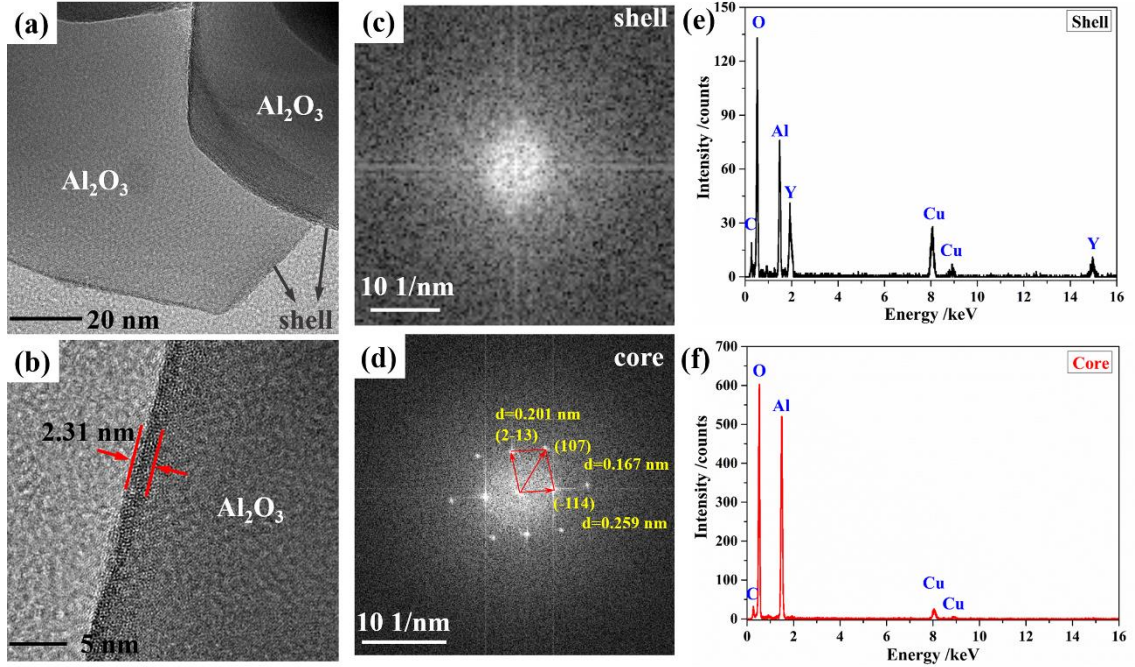 (a)
Al₂O₃
Al₂O₃
20 nm
shell
(b)
2.31 nm
Al₂O₃
5 nm
(c)
shell
10 1/nm
(d)
core
d=0.201 nm
(2-13)
(107)
d=0.167 nm
(-114)
d=0.259 nm
10 1/nm
(e)
Shell
150
120
90
60
30
0
Intensity /counts
C
O
Al
Y
Cu
Cu
Y
0 2 4 6 8 10 12 14 16
Energy /keV
(f)
Core
700
600
500
400
300
200
100
0
Intensity /counts
C
O
Al
Cu
Cu
0 2 4 6 8 10 12 14 16
Energy /keV